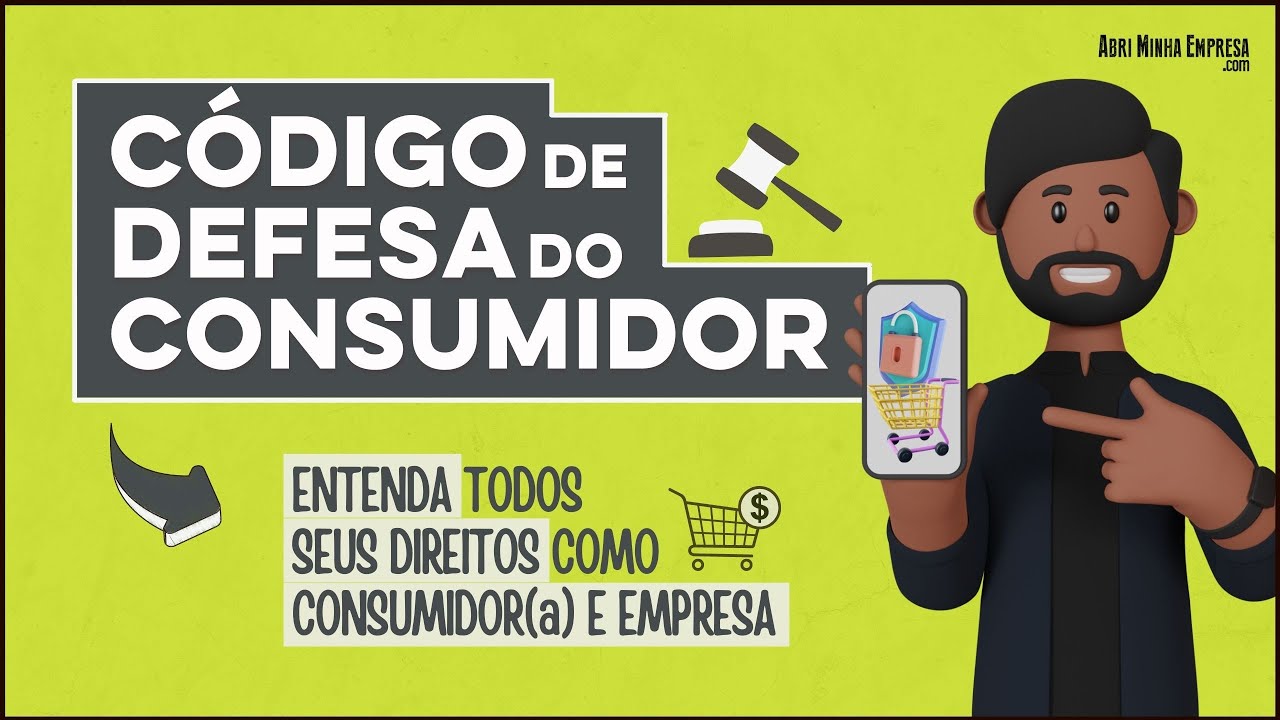 ABRI MINHA EMPRESA
.com
CÓDIGO DE
DEFESA DO
CONSUMIDOR
ENTENDA TODOS
SEUS DIREITOS COMO
CONSUMIDOR(a) E EMPRESA
$